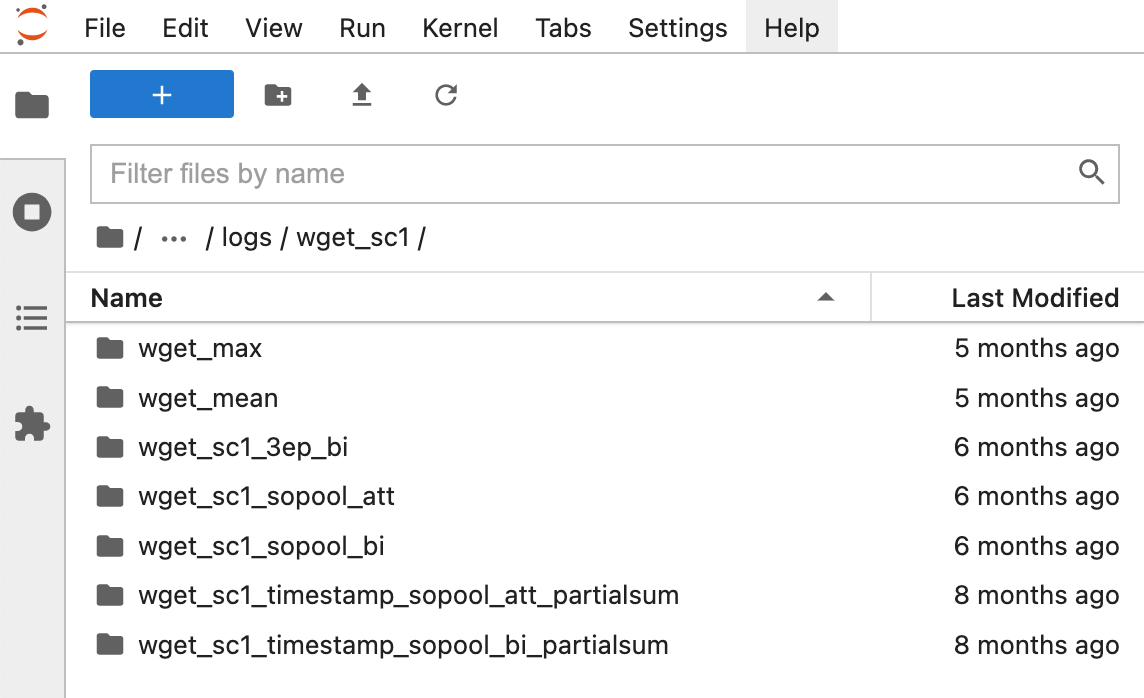 File Edit View Run Kernel Tabs Settings Help
+
Filter files by name
/ ... / logs / wget_sc1 /
Name Last Modified
wget_max 5 months ago
wget_mean 5 months ago
wget_sc1_3ep_bi 6 months ago
wget_sc1_sopool_att 6 months ago
wget_sc1_sopool_bi 6 months ago
wget_sc1_timestamp_sopool_att_partialsum 8 months ago
wget_sc1_timestamp_sopool_bi_partialsum 8 months ago